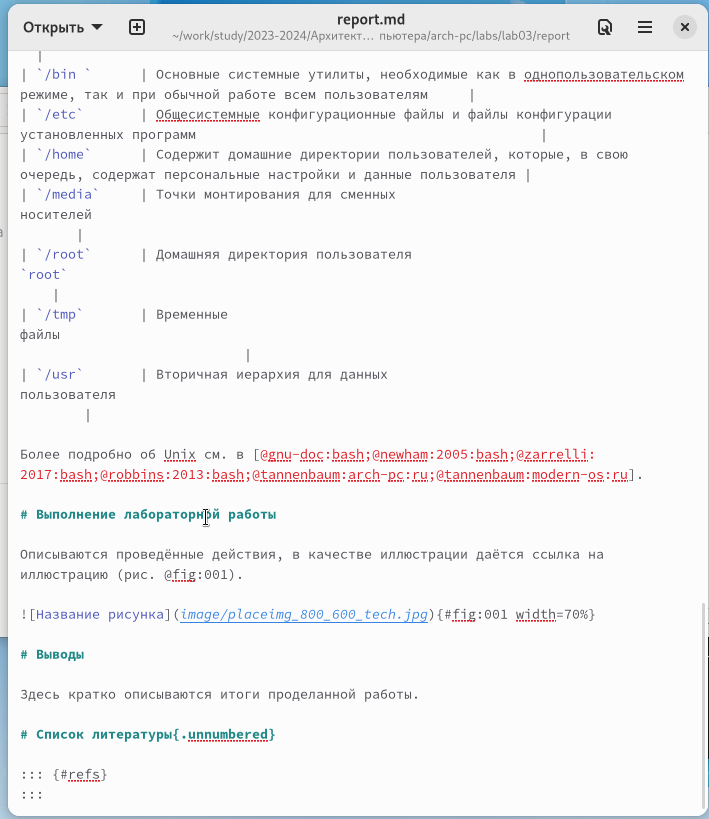 Открыть
report.md
~/work/study/2023-2024/Архитект… пьютера/arch-pc/labs/lab03/report
|
| `/bin ` | Основные системные утилиты, необходимые как в однопользовательском
режиме, так и при обычной работе всем пользователям |
| `/etc` | Общесистемные конфигурационные файлы и файлы конфигурации
установленных программ |
| `/home` | Содержит домашние директории пользователей, которые, в свою
очередь, содержат персональные настройки и данные пользователя |
| `/media` | Точки монтирования для сменных
носителей
|
| `/root` | Домашняя директория пользователя
`root`
|
| `/tmp` | Временные
файлы
|
| `/usr` | Вторичная иерархия для данных
пользователя
|
Более подробно об Unix см. в [@gnu-doc:bash;@newham:2005:bash;@zarrelli:
2017:bash;@robbins:2013:bash;@tannenbaum:arch-pc:ru;@tannenbaum:modern-os:ru].
# Выполнение лабораторной работы
Описываются проведённые действия, в качестве иллюстрации даётся ссылка на
иллюстрацию (рис. @fig:001).
![Название рисунка](image/placeimg_800_600_tech.jpg){#fig:001 width=70%}
# Выводы
Здесь кратко описываются итоги проделанной работы.
# Список литературы{.unnumbered}
::: {#refs}
:::